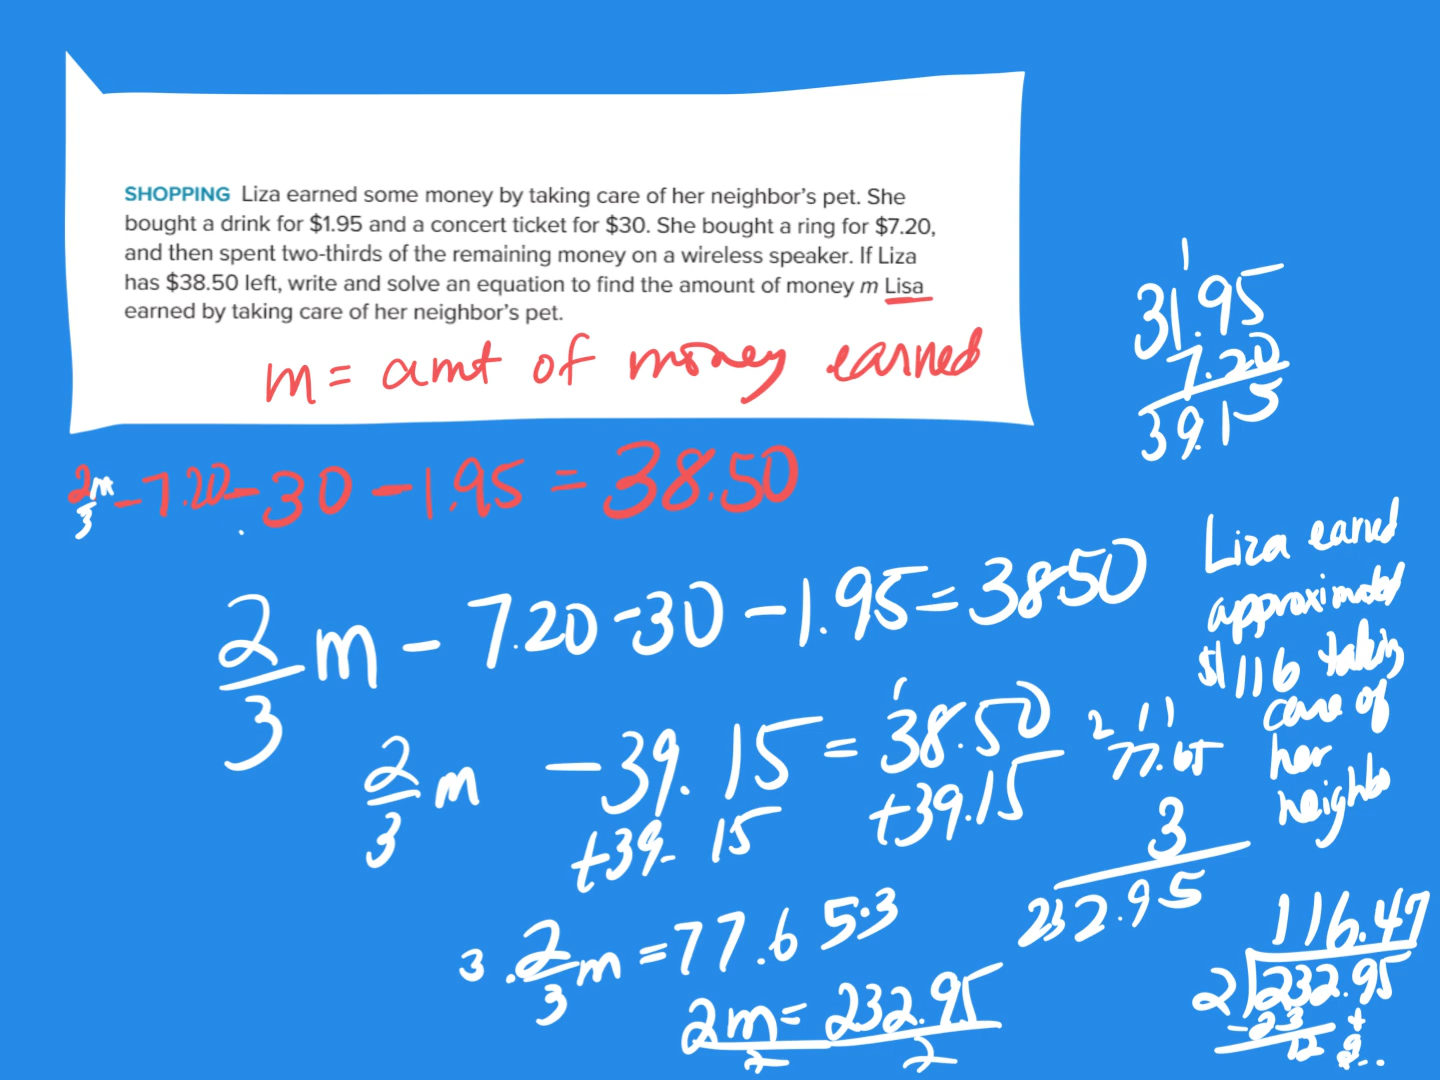 SHOPPING Liza earned some money by taking care of her neighbor's pet. She
bought a drink for $1.95 and a concert ticket for $30. She bought a ring for $7.20,
and then spent two-thirds of the remaining money on a wireless speaker. If Liza
has $38.50 left, write and solve an equation to find the amount of money m Lisa
earned by taking care of her neighbor's pet.
m = amt of money earned
1
31.95
7.20
39.15
2/3 m - 7.20 - 30 - 1.95 = 38.50
2/3 m - 7.20 - 30 - 1.95 = 38.50
2/3 m - 39.15 = 38.50
+39.15 +39.15
3 · 2/3 m = 77.65 · 3
2m = 232.95
2 2
2 1 1
77.65
3
232.95
Liza earned
$116 taking
care of
her
116.47
2 232.95
12